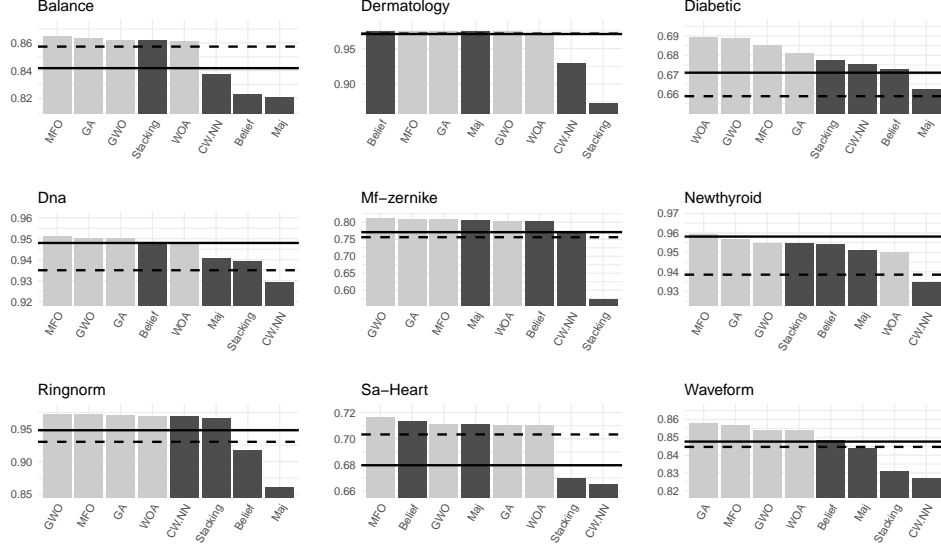 Balance
0.86
0.84
0.82
MFO
GA
GWO
Stacking
WOA
CW.NN
Belief
Maj
Dermatology
0.95
0.90
Belief
MFO
GA
Maj
GWO
WOA
CW.NN
Stacking
Diabetic
0.69
0.68
0.67
0.66
WOA
GWO
MFO
GA
Stacking
CW.NN
Belief
Maj
Dna
0.96
0.95
0.94
0.93
0.92
MFO
GWO
GA
Belief
WOA
Maj
Stacking
CW.NN
Mf−zernike
0.80
0.75
0.70
0.65
0.60
GWO
GA
MFO
Maj
WOA
Belief
CW.NN
Stacking
Newthyroid
0.97
0.96
0.95
0.94
0.93
MFO
GA
GWO
Stacking
Belief
Maj
WOA
CW.NN
Ringnorm
0.95
0.90
0.85
GWO
MFO
GA
WOA
CW.NN
Stacking
Belief
Maj
Sa−Heart
0.72
0.70
0.68
0.66
MFO
Belief
GWO
Maj
GA
WOA
Stacking
CW.NN
Waveform
0.86
0.85
0.84
0.83
0.82
GA
MFO
GWO
WOA
Belief
Maj
Stacking
CW.NN